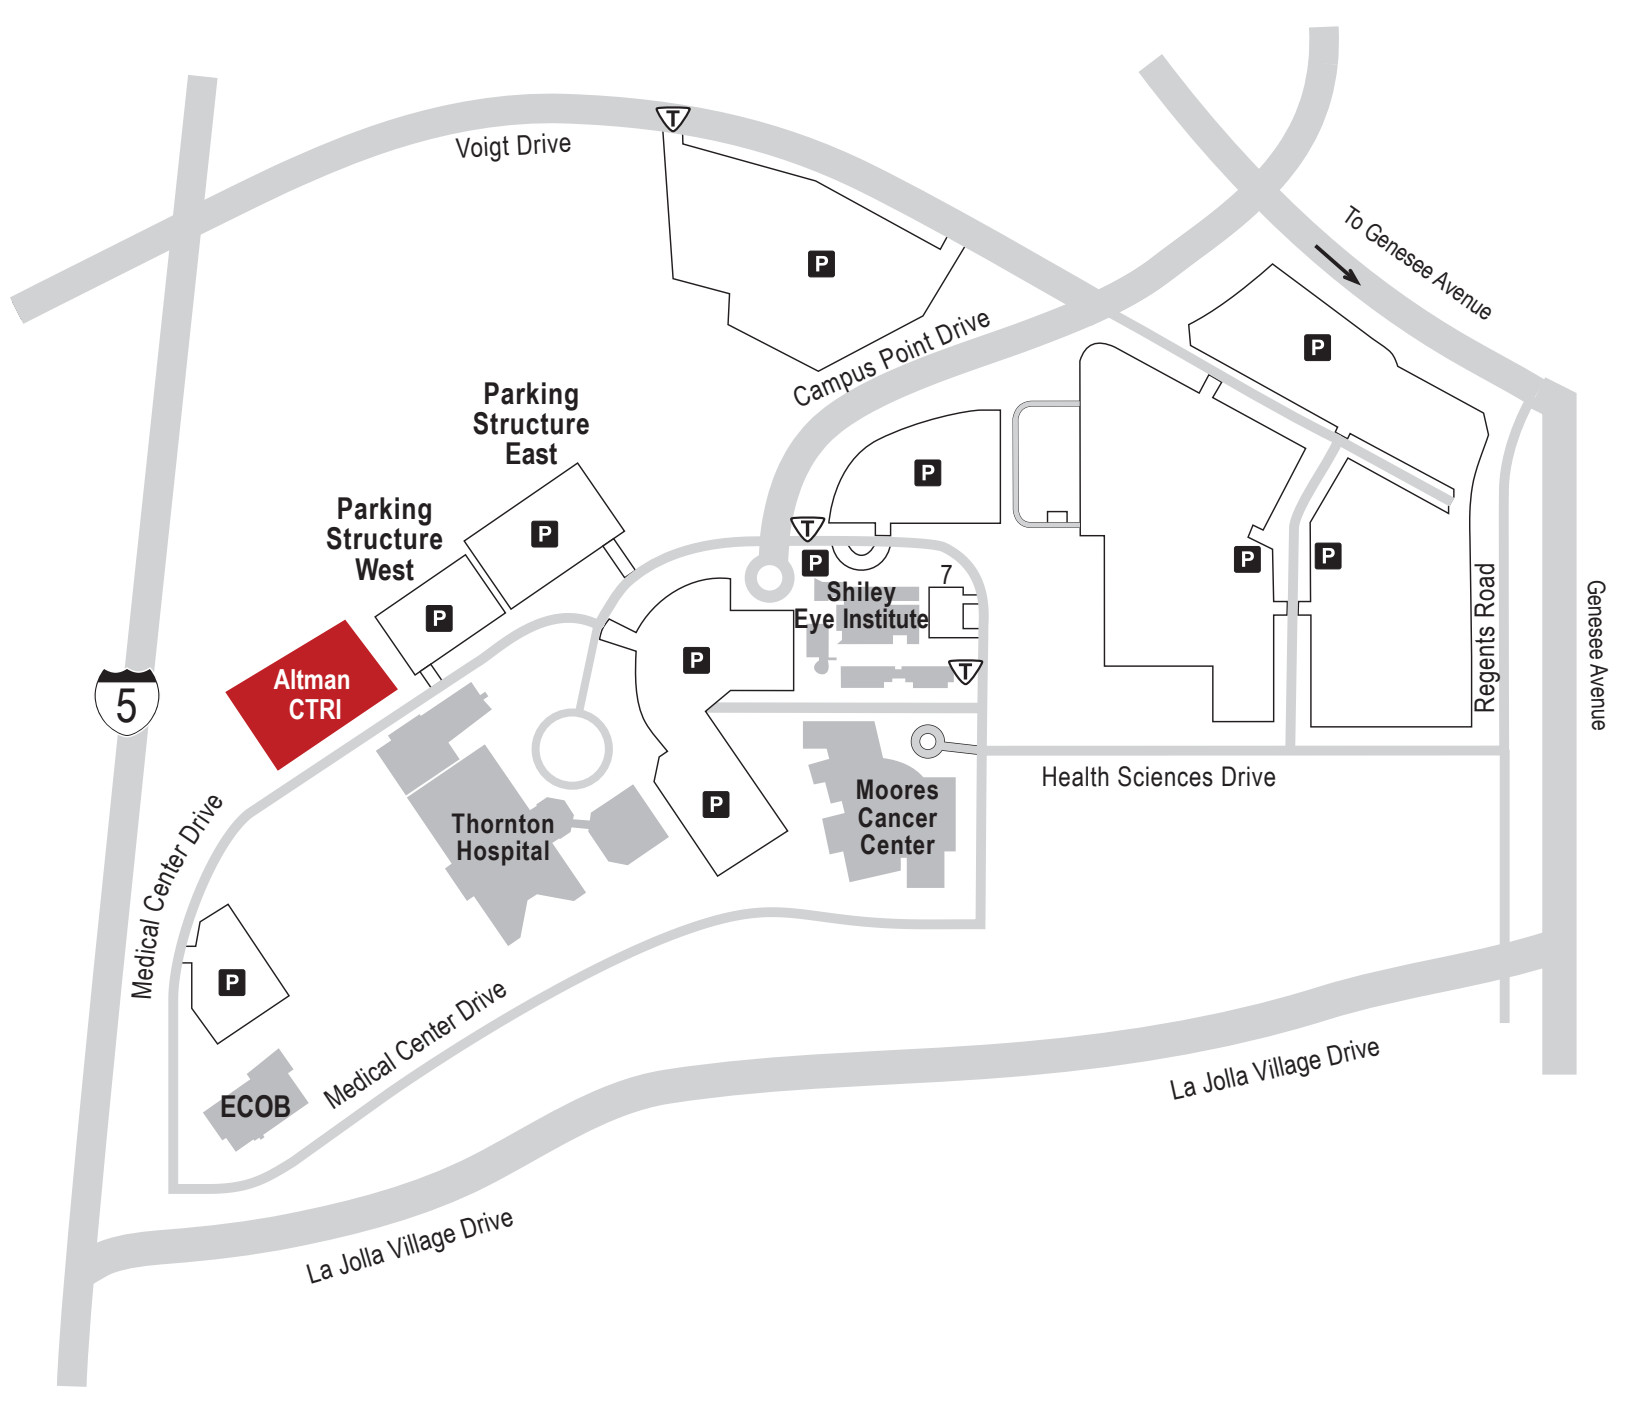 T
Voigt Drive
To Genesee Avenue
P
Campus Point Drive
P
Parking
Structure
East
P
P
Parking
Structure
West
P
T
P
P
P
7
Shiley
Eye Institute
Regents Road
Genesee Avenue
P
Altman
CTRI
P
T
5
Health Sciences Drive
Moores
Cancer
Center
P
Thornton
Hospital
Medical Center Drive
P
Medical Center Drive
ECOB
La Jolla Village Drive
La Jolla Village Drive